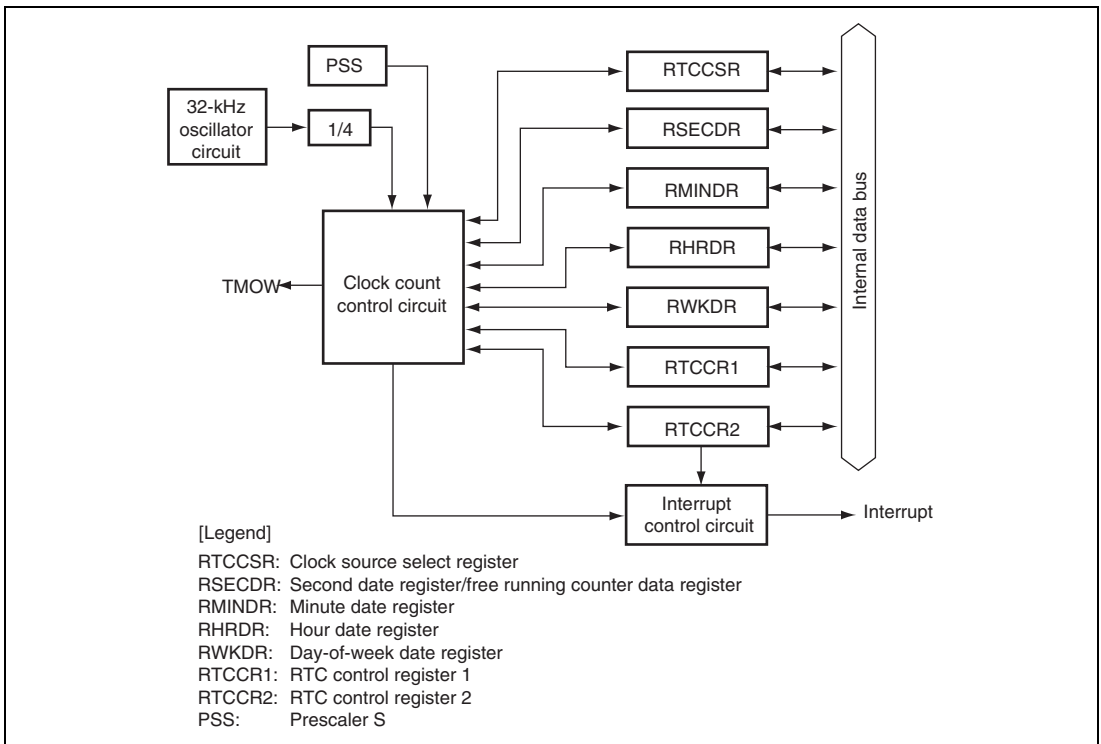 PSS
RTCCSR
32-kHz
oscillator
circuit
1/4
RSECDR
RMINDR
Internal data bus
RHRDR
Clock count
control circuit
TMOW
RWKDR
RTCCR1
RTCCR2
Interrupt
control circuit
Interrupt
[Legend]
RTCCSR: Clock source select register
RSECDR: Second date register/free running counter data register
RMINDR: Minute date register
RHRDR: Hour date register
RWKDR: Day-of-week date register
RTCCR1: RTC control register 1
RTCCR2: RTC control register 2
PSS: Prescaler S